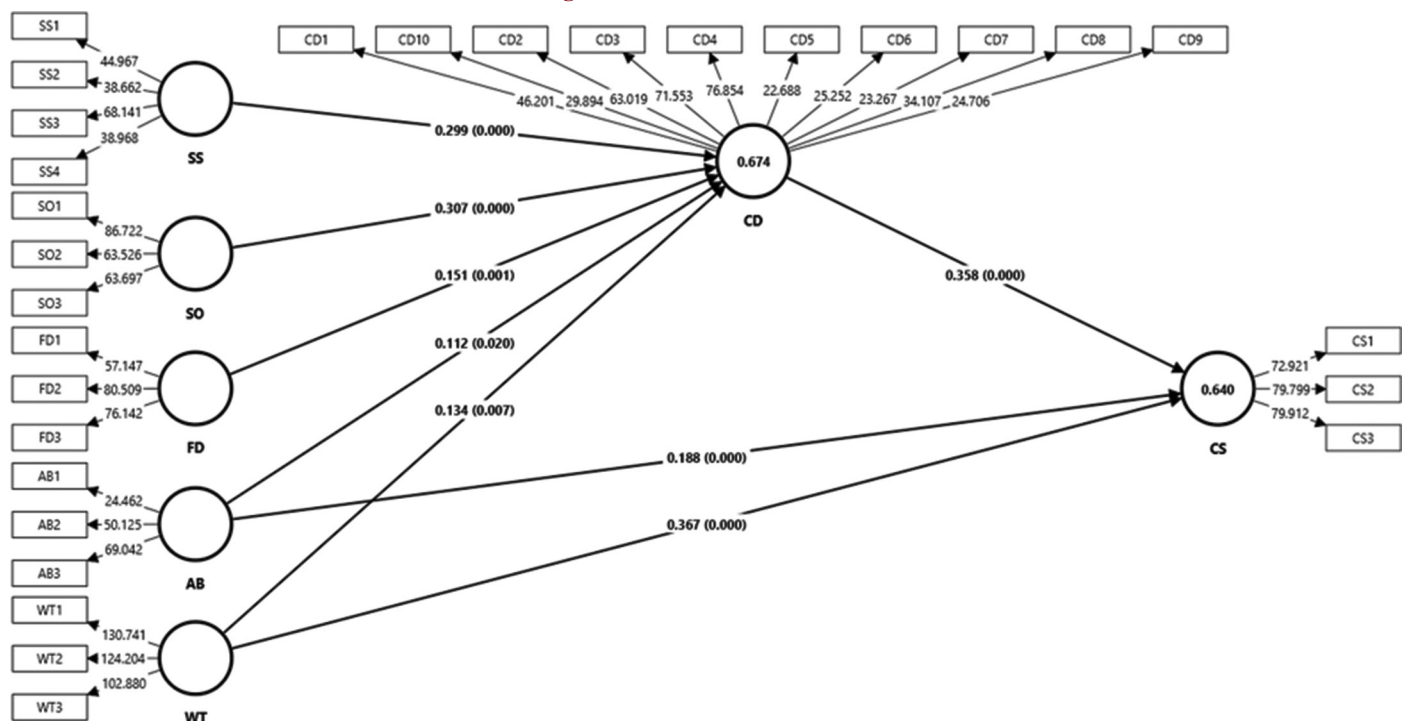 SS1
SS2
SS3
SS4
44.967
38.662
68.141
38.968
SS
SO1
SO2
SO3
86.722
63.526
63.697
SO
FD1
FD2
FD3
57.147
80.509
76.142
FD
AB1
AB2
AB3
24.462
50.125
69.042
AB
WT1
WT2
WT3
130.741
124.204
102.880
WT
CD1 CD10 CD2 CD3 CD4 CD5 CD6 CD7 CD8 CD9
46.201 29.894 63.019 71.553 76.854 22.688 25.252 23.267 34.107 24.706
0.674
CD
0.299 (0.000)
0.307 (0.000)
0.151 (0.001)
0.112 (0.020)
0.134 (0.007)
0.358 (0.000)
0.188 (0.000)
0.367 (0.000)
0.640
CS
72.921
79.799
79.912
CS1
CS2
CS3